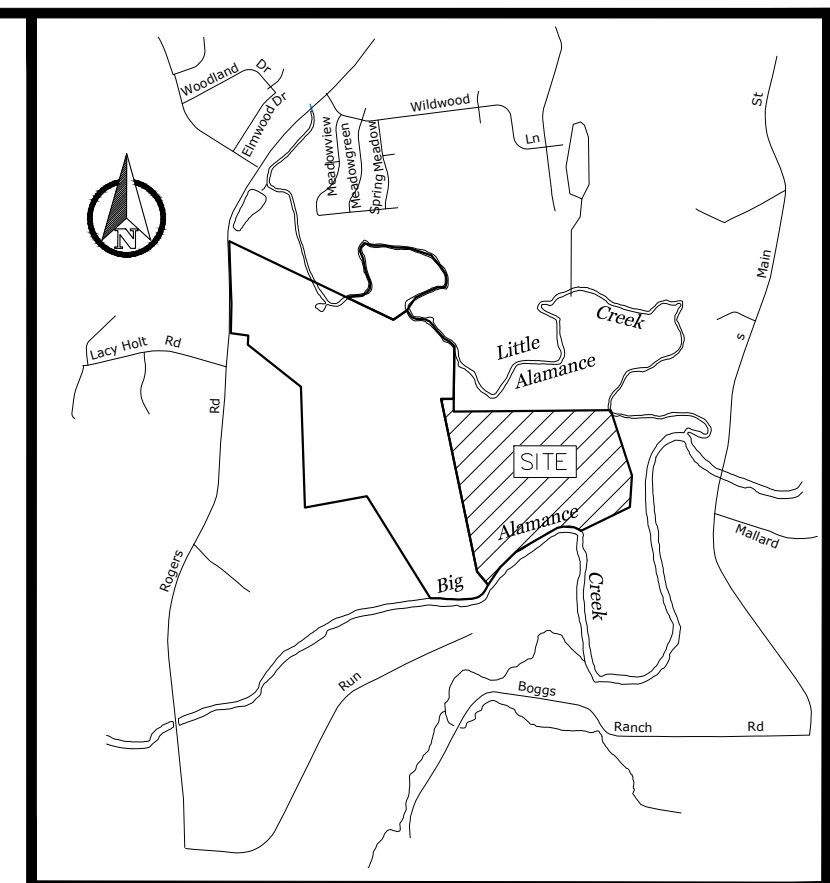 Woodland Dr
Elmwood Dr
Wildwood Ln
Meadowview
Meadowgreen
Spring Meadow
St
Main
s
N
Lacy Holt Rd
Rd
Rogers
Little
Alamance
Creek
SITE
Big
Alamance
Creek
Mallard
Run
Boggs
Ranch Rd